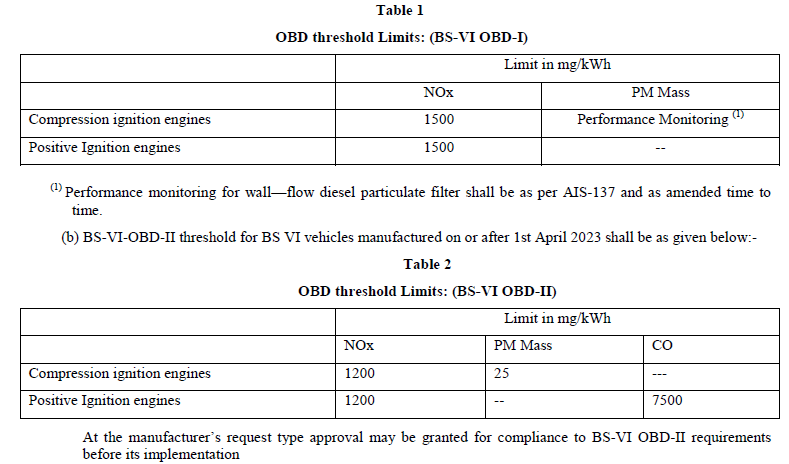 Table 1
OBD threshold Limits: (BS-VI OBD-I)
Limit in mg/kWh
NOx PM Mass
Compression ignition engines 1500 Performance Monitoring (1)
Positive Ignition engines 1500 --
(1) Performance monitoring for wall—flow diesel particulate filter shall be as per AIS-137 and as amended time to
time.
(b) BS-VI-OBD-II threshold for BS VI vehicles manufactured on or after 1st April 2023 shall be as given below:-
Table 2
OBD threshold Limits: (BS-VI OBD-II)
Limit in mg/kWh
NOx PM Mass CO
Compression ignition engines 1200 25 ---
Positive Ignition engines 1200 -- 7500
At the manufacturer's request type approval may be granted for compliance to BS-VI OBD-II requirements
before its implementation